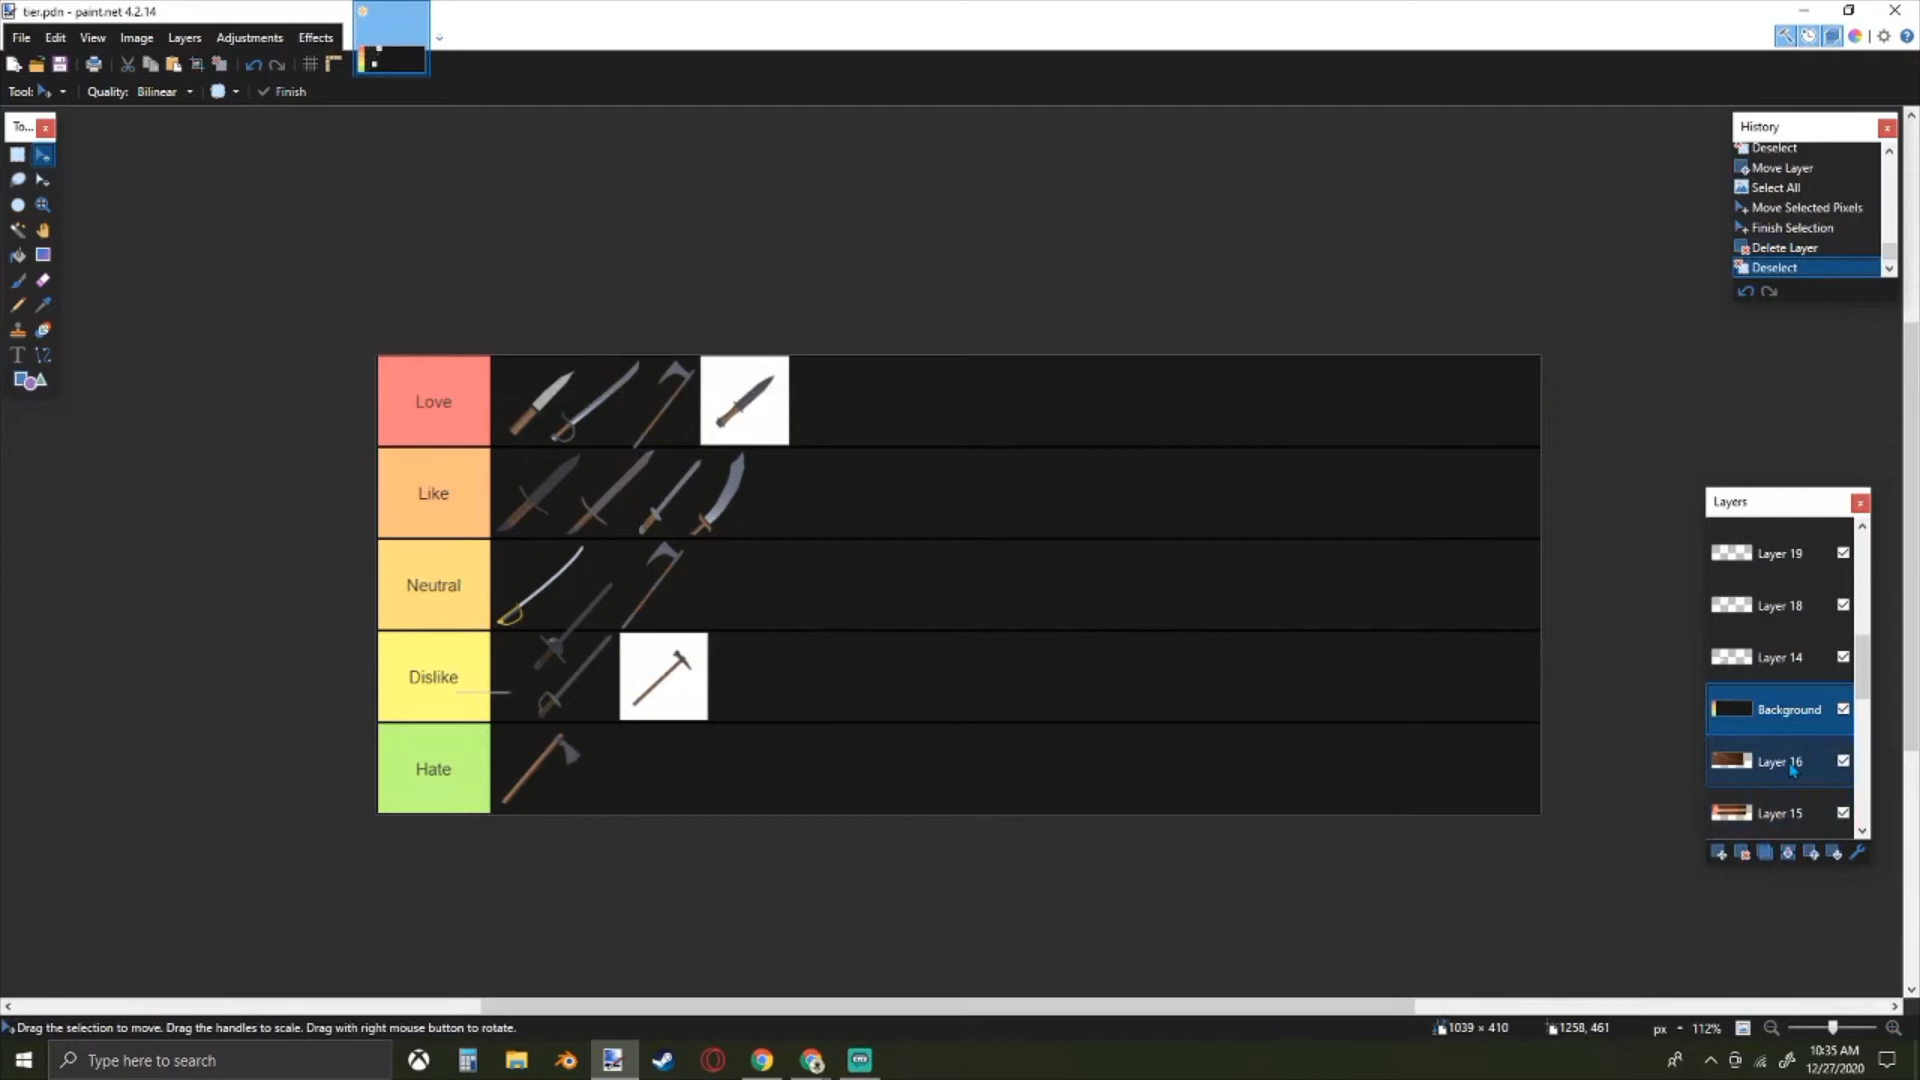 tier.pdn - paint.net 4.2.14
File Edit View Image Layers Adjustments Effects
Tool: Quality: Bilinear Finish
To...
History
Deselect
Move Layer
Select All
Move Selected Pixels
Finish Selection
Delete Layer
Deselect
Love
Like
Neutral
Dislike
Hate
Layers
Layer 19
Layer 18
Layer 14
Background
Layer 16
Layer 15
Drag the selection to move. Drag the handles to scale. Drag with right mouse button to rotate.
1039 × 410 1258, 461 px 112%
Type here to search
10:35 AM
12/27/2020